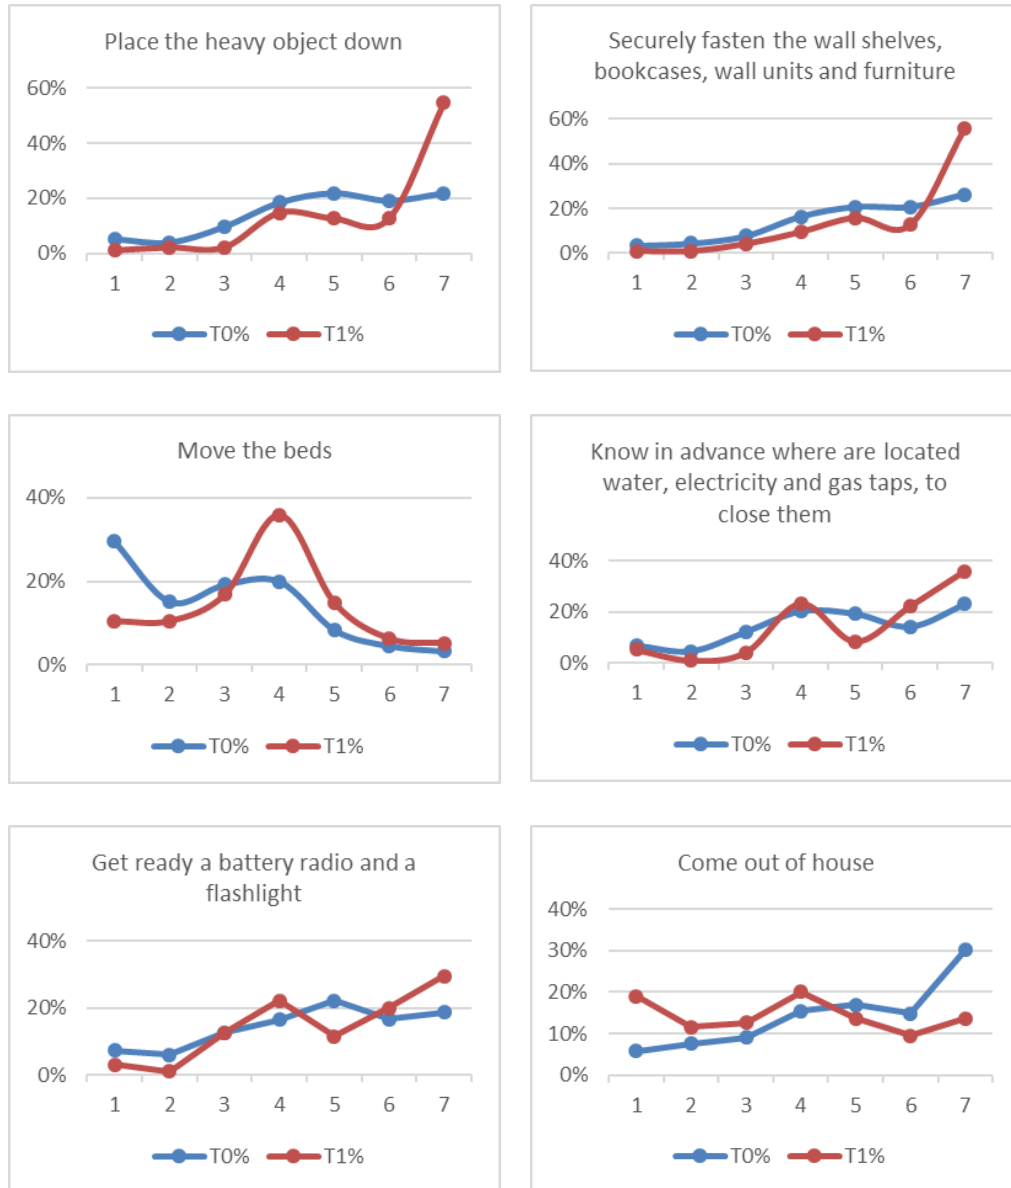 Place the heavy object down
60%
40%
20%
0%
1 2 3 4 5 6 7
T0% T1%
Securely fasten the wall shelves,
bookcases, wall units and furniture
60%
40%
20%
0%
1 2 3 4 5 6 7
T0% T1%
Move the beds
40%
20%
0%
1 2 3 4 5 6 7
T0% T1%
Know in advance where are located
water, electricity and gas taps, to
close them
40%
20%
0%
1 2 3 4 5 6 7
T0% T1%
Get ready a battery radio and a
flashlight
40%
20%
0%
1 2 3 4 5 6 7
T0% T1%
Come out of house
40%
30%
20%
10%
0%
1 2 3 4 5 6 7
T0% T1%